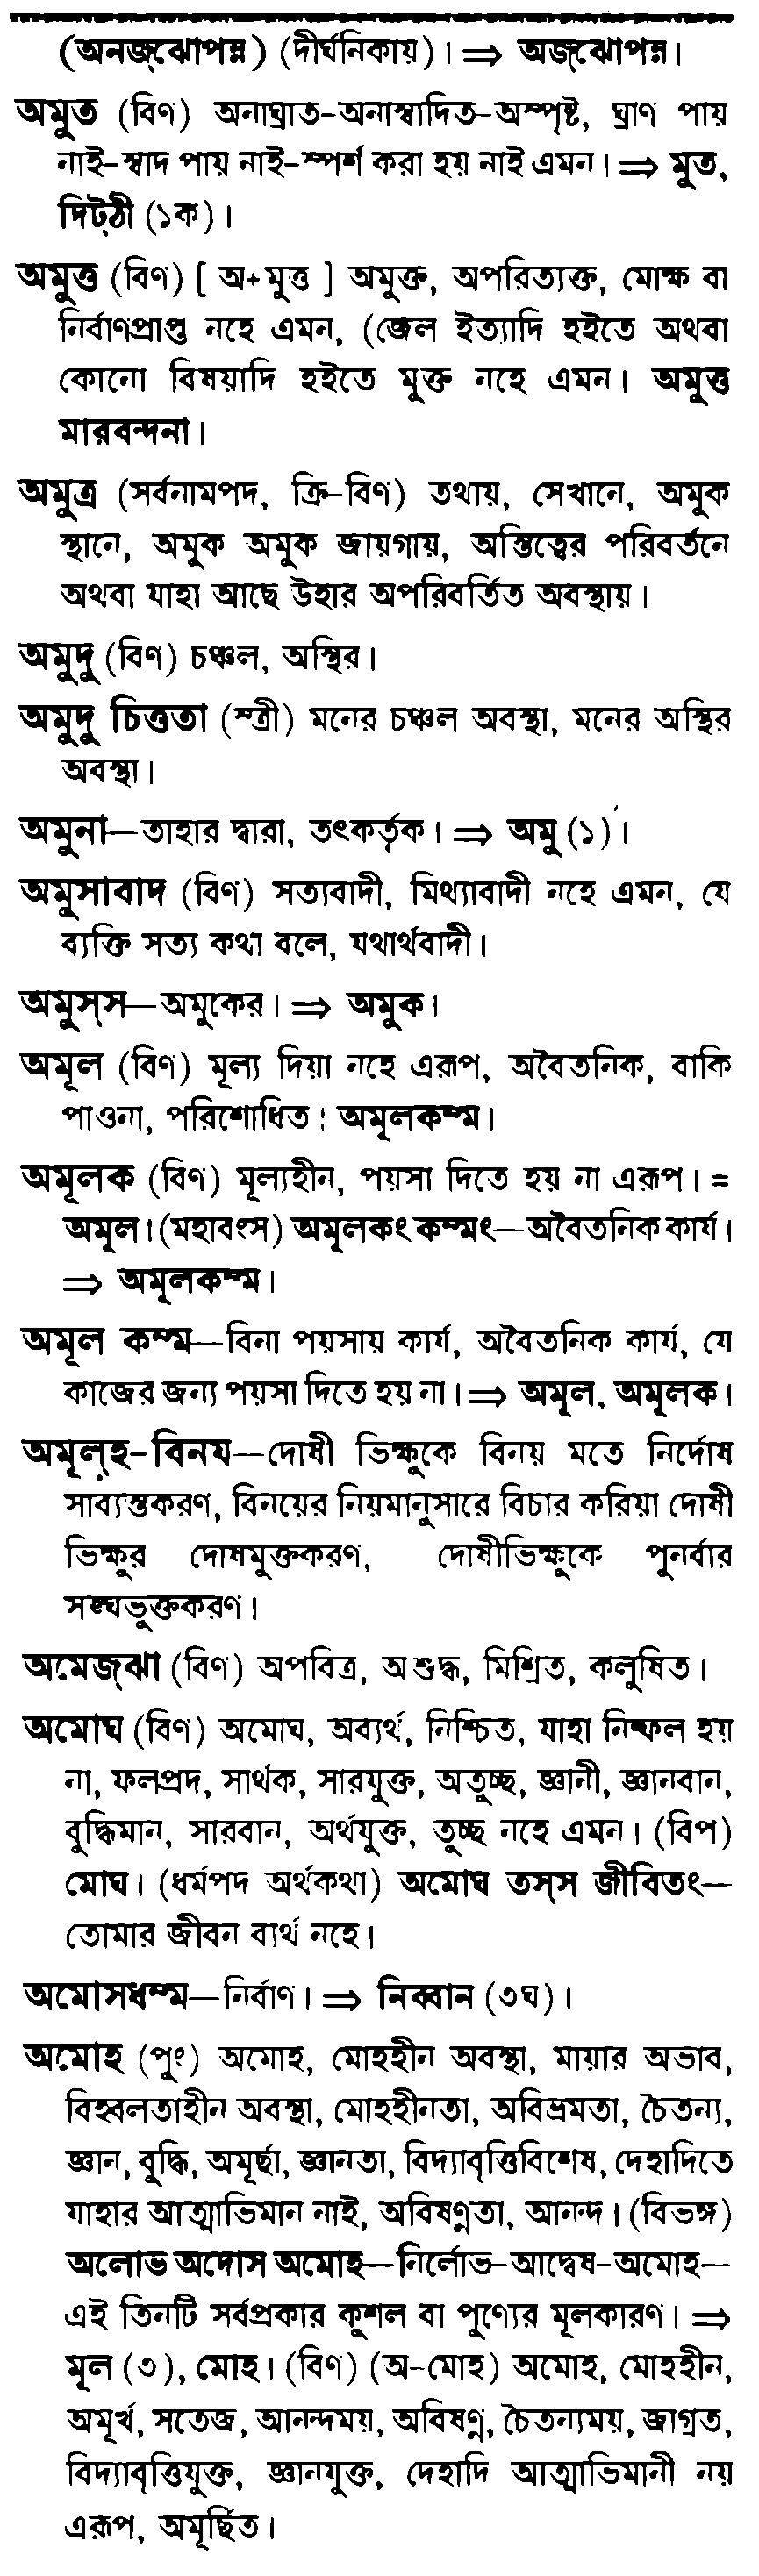 (অনজ্ঝোপন্ন) (দীর্ঘনিকায়)। ⇒ অজ্ঝোপন্ন।
অমুত (বিণ) অনাঘ্রাত-অনাস্বাদিত-অস্পৃষ্ট, ঘ্রাণ পায়
নাই-স্বাদ পায় নাই-স্পর্শ করা হয় নাই এমন। ⇒ মুত,
দিট্ঠী (১ক)।
অমুত্ত (বিণ) [ অ+মুত্ত ] অমুক্ত, অপরিত্যক্ত, মোক্ষ বা
নির্বাণপ্রাপ্ত নহে এমন, (জেল ইত্যাদি হইতে অথবা
কোনো বিষয়াদি হইতে মুক্ত নহে এমন। অমুত্ত
মারবন্দনা।
অমুত্র (সর্বনামপদ, ক্রি-বিণ) তথায়, সেখানে, অমুক
স্থানে, অমুক অমুক জায়গায়, অস্তিত্বের পরিবর্তনে
অথবা যাহা আছে উহার অপরিবর্তিত অবস্থায়।
অমুদু (বিণ) চঞ্চল, অস্থির।
অমুদু চিত্ততা (স্ত্রী) মনের চঞ্চল অবস্থা, মনের অস্থির
অবস্থা।
অমুনা—তাহার দ্বারা, তৎকর্তৃক। ⇒ অমু (১)।
অমুসাবাদ (বিণ) সত্যবাদী, মিথ্যাবাদী নহে এমন, যে
ব্যক্তি সত্য কথা বলে, যথার্থবাদী।
অমুস্‌স—অমুকের। ⇒ অমুক।
অমূল (বিণ) মূল্য দিয়া নহে এরূপ, অবৈতনিক, বাকি
পাওনা, পরিশোধিত : অমূলকম্ম।
অমূলক (বিণ) মূল্যহীন, পয়সা দিতে হয় না এরূপ। =
অমূল। (মহাবংস) অমূলকং কম্মং—অবৈতনিক কার্য।
⇒ অমূলকম্ম।
অমূল কম্ম—বিনা পয়সায় কার্য, অবৈতনিক কার্য, যে
কাজের জন্য পয়সা দিতে হয় না। ⇒ অমূল, অমূলক।
অমূল্‌হ-বিনয—দোষী ভিক্ষুকে বিনয় মতে নির্দোষ
সাব্যস্তকরণ, বিনয়ের নিয়মানুসারে বিচার করিয়া দোষী
ভিক্ষুর দোষমুক্তকরণ, দোষীভিক্ষুকে পুনর্বার
সঙ্ঘভুক্তকরণ।
অমেজ্‌ঝা (বিণ) অপবিত্র, অশুদ্ধ, মিশ্রিত, কলুষিত।
অমোঘ (বিণ) অমোঘ, অব্যর্থ, নিশ্চিত, যাহা নিষ্ফল হয়
না, ফলপ্রদ, সার্থক, সারযুক্ত, অতুচ্ছ, জ্ঞানী, জ্ঞানবান,
বুদ্ধিমান, সারবান, অর্থযুক্ত, তুচ্ছ নহে এমন। (বিপ)
মোঘ। (ধর্মপদ অর্থকথা) অমোঘ তস্‌স জীবিতং—
তোমার জীবন ব্যর্থ নহে।
অমোসধম্ম—নির্বাণ। ⇒ নিব্বান (৩ঘ)।
অমোহ (পুং) অমোহ, মোহহীন অবস্থা, মায়ার অভাব,
বিহ্বলতাহীন অবস্থা, মোহহীনতা, অবিভ্রমতা, চৈতন্য,
জ্ঞান, বুদ্ধি, অমূর্ছা, জ্ঞানতা, বিদ্যাবৃত্তিবিশেষ, দেহাদিতে
যাহার আত্মাভিমান নাই, অবিষণ্ণতা, আনন্দ। (বিভঙ্গ)
অলোভ অদোস অমোহ—নির্লোভ-আদ্বেষ-অমোহ—
এই তিনটি সর্বপ্রকার কুশল বা পুণ্যের মূলকারণ। ⇒
মূল (৩), মোহ। (বিণ) (অ-মোহ) অমোহ, মোহহীন,
অমূর্খ, সতেজ, আনন্দময়, অবিষণ্ণ, চৈতন্যময়, জাগ্রত,
বিদ্যাবৃত্তিযুক্ত, জ্ঞানযুক্ত, দেহাদি আত্মাভিমানী নয়
এরূপ, অমূর্ছিত।